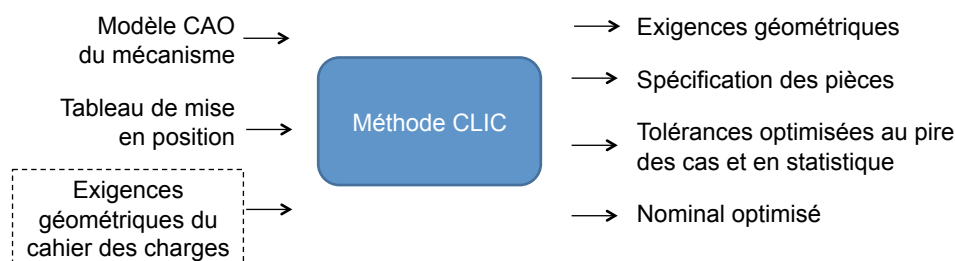 Modèle CAO
du mécanisme
Tableau de mise
en position
Exigences
géométriques du
cahier des charges
Méthode CLIC
Exigences géométriques
Spécification des pièces
Tolérances optimisées au pire
des cas et en statistique
Nominal optimisé